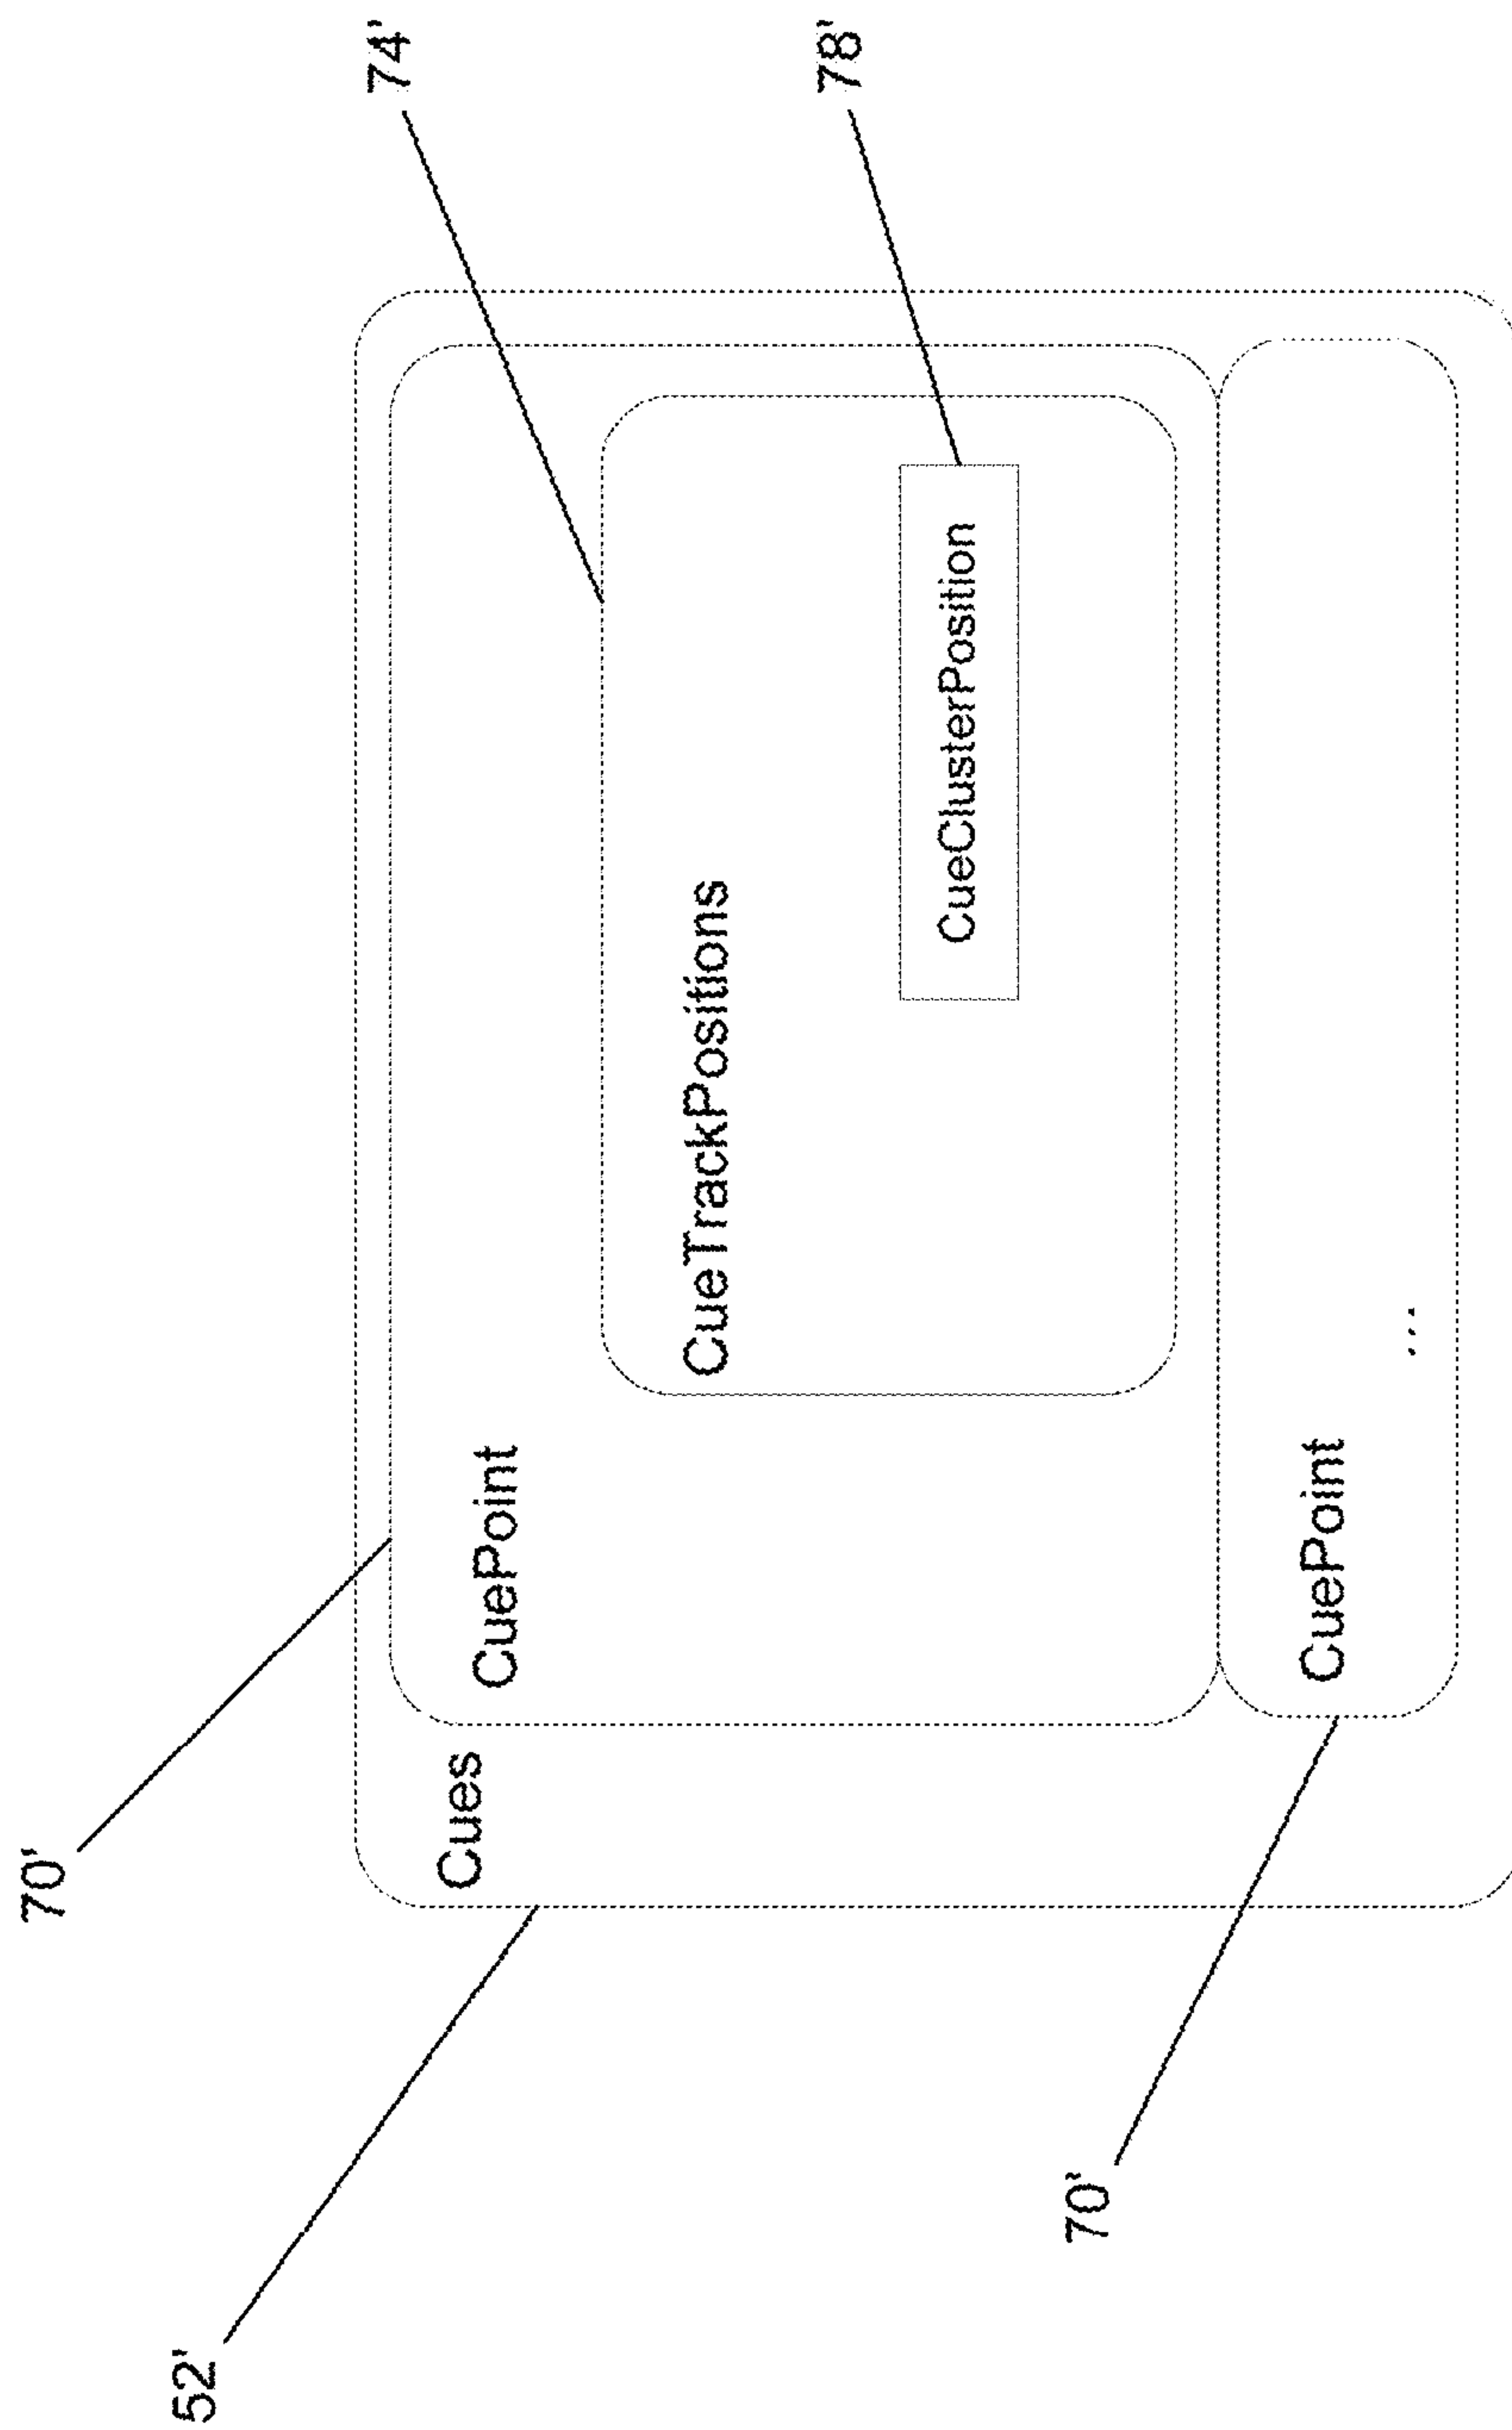 70'
52'
74'
Cues
CuePoint
CueTrackPositions
78'
CueClusterPosition
70'
CuePoint
...